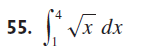 55. ∫₁⁴ √x dx